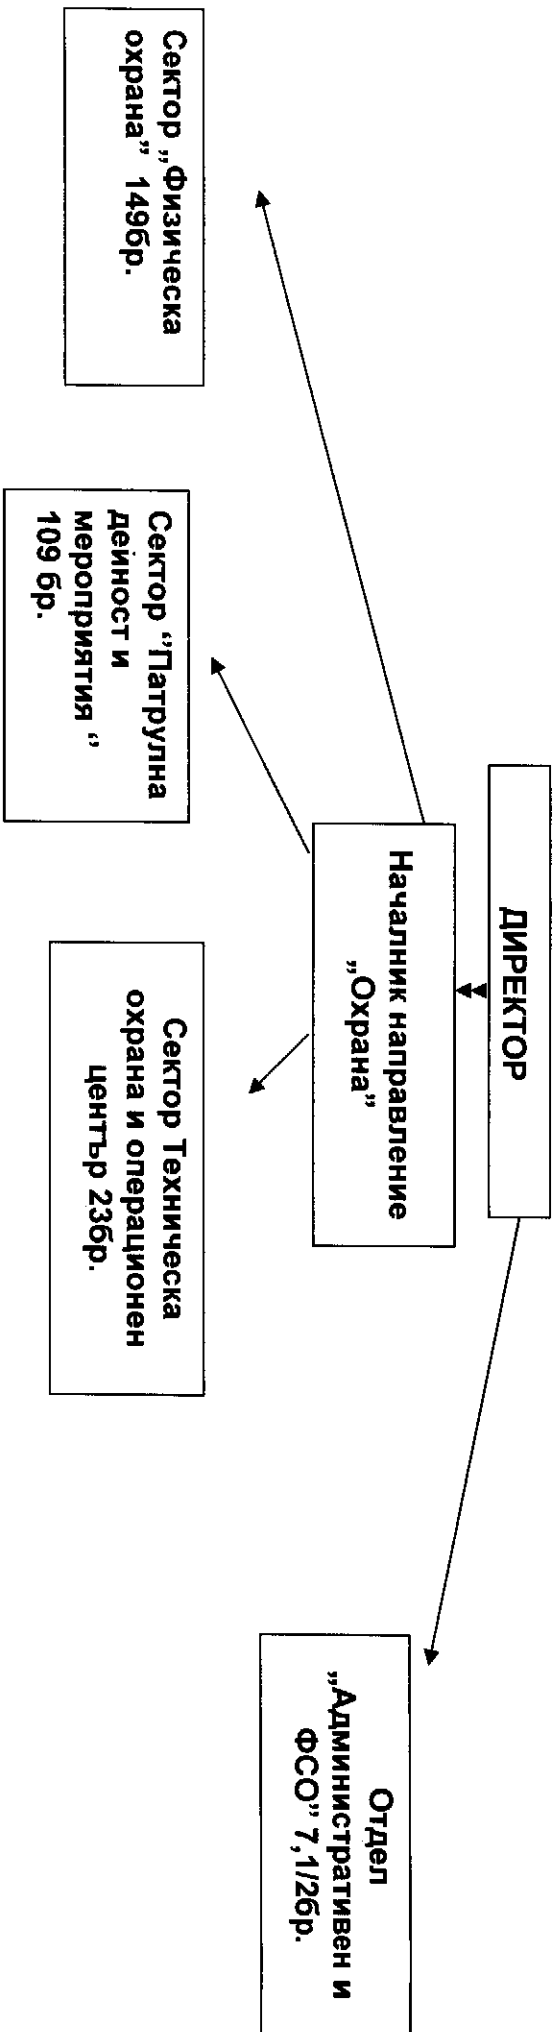 ДИРЕКТОР
Началник направление
„Охрана”
Сектор „Физическа
охрана” 149бр.
Сектор “Патрулна
дейност и
мероприятия “
109 бр.
Сектор Техническа
охрана и операционен
център 23бр.
Отдел
„Административен и
ФСО” 7,1/2бр.